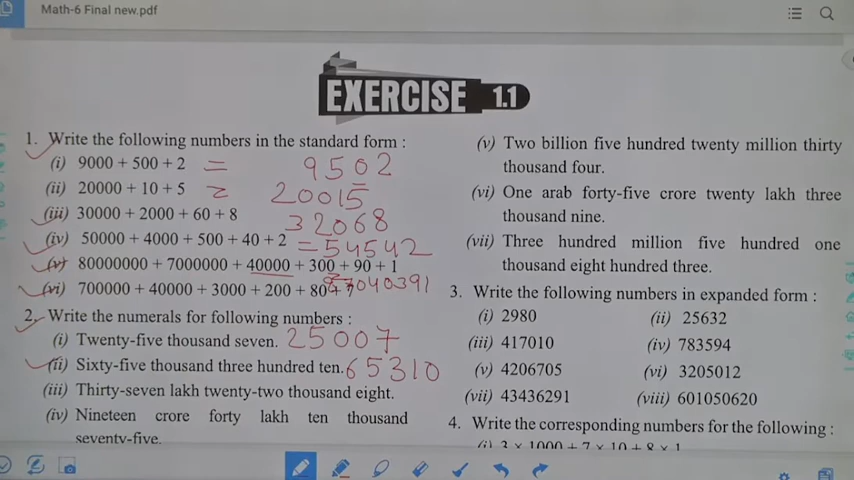 Math-6 Final new.pdf
EXERCISE 1.1
1. Write the following numbers in the standard form :
(i) 9000 + 500 + 2 = 9502
(ii) 20000 + 10 + 5 = 20015
(iii) 30000 + 2000 + 60 + 8 32068
(iv) 50000 + 4000 + 500 + 40 + 2 = 54542
(v) 80000000 + 7000000 + 40000 + 300 + 90 + 1
87040391
(vi) 700000 + 40000 + 3000 + 200 + 80 + 7
2. Write the numerals for following numbers :
(i) Twenty-five thousand seven. 25007
(ii) Sixty-five thousand three hundred ten. 65310
(iii) Thirty-seven lakh twenty-two thousand eight.
(iv) Nineteen crore forty lakh ten thousand
seventy-five.
(v) Two billion five hundred twenty million thirty
thousand four.
(vi) One arab forty-five crore twenty lakh three
thousand nine.
(vii) Three hundred million five hundred one
thousand eight hundred three.
3. Write the following numbers in expanded form :
(i) 2980 (ii) 25632
(iii) 417010 (iv) 783594
(v) 4206705 (vi) 3205012
(vii) 43436291 (viii) 601050620
4. Write the corresponding numbers for the following :
(i) 3 × 1000 + 7 × 10 + 8 × 1